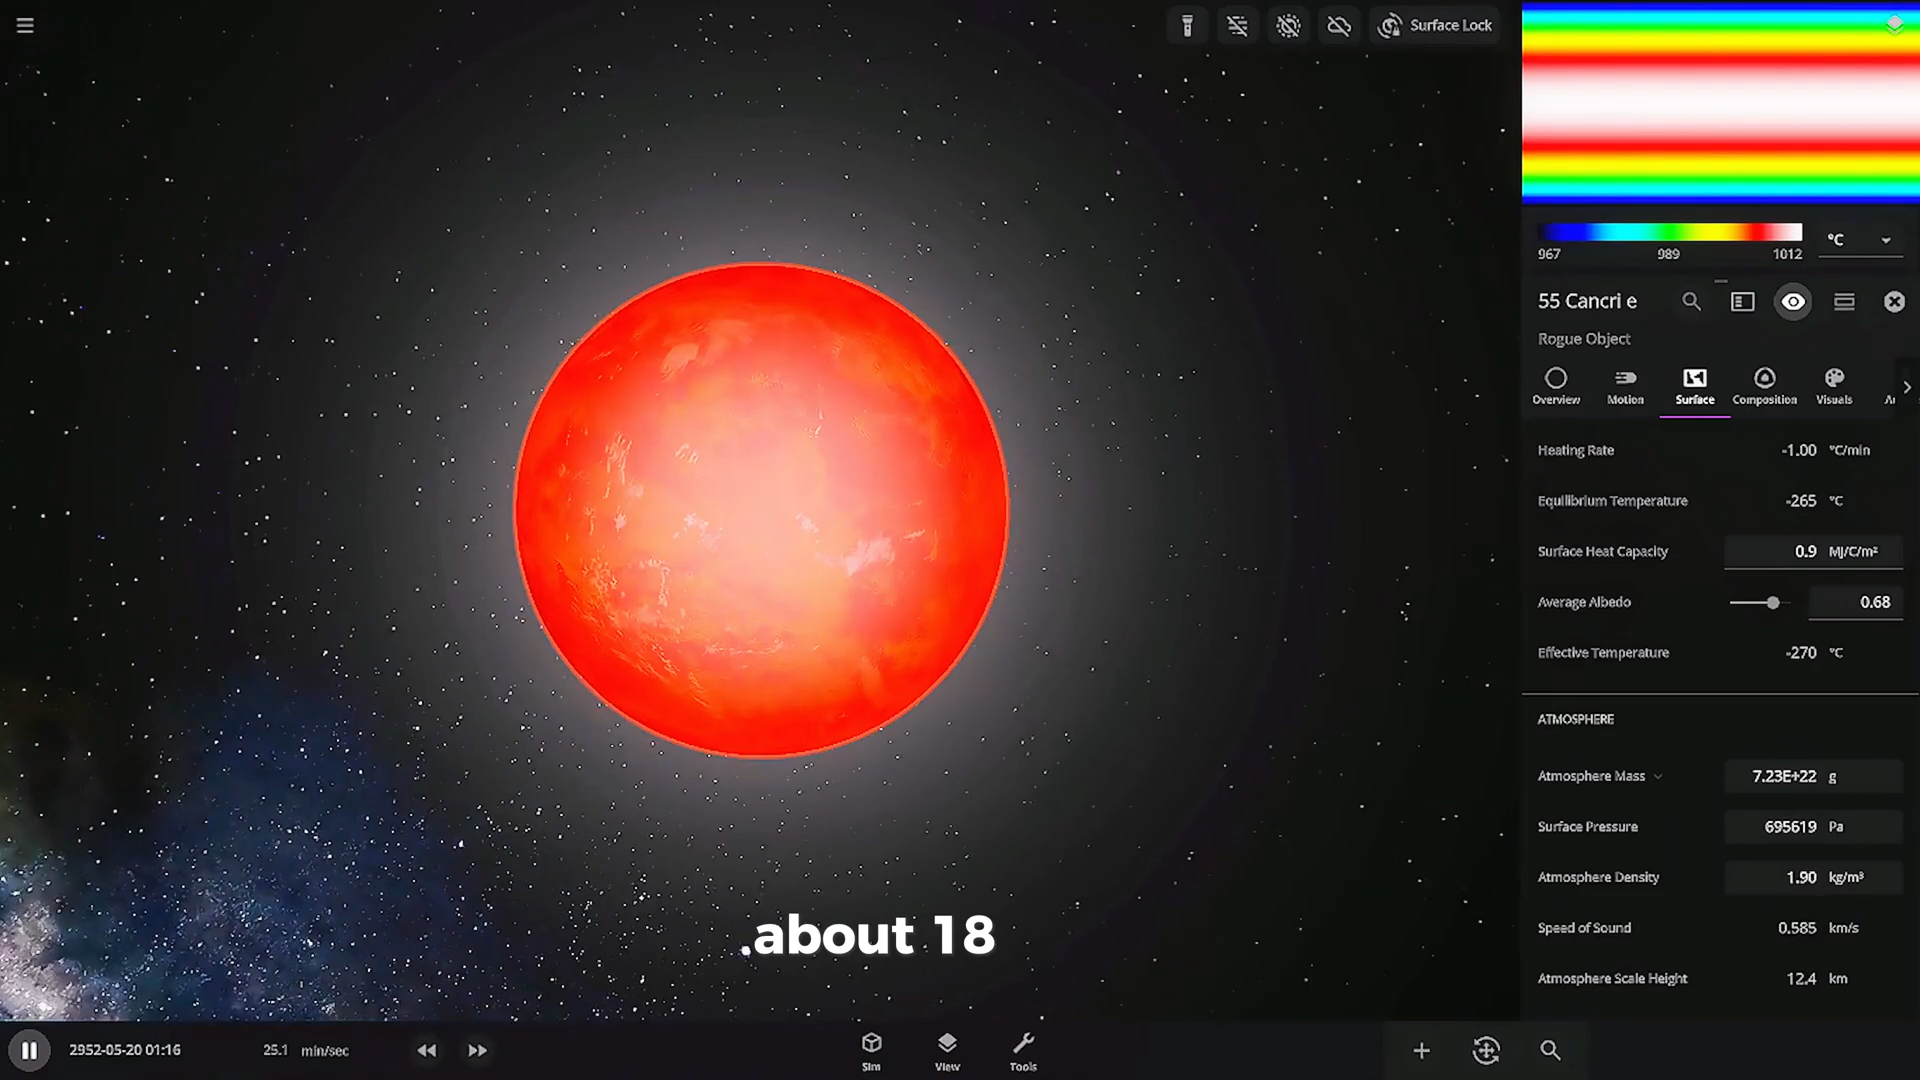 Surface Lock
°C
967 989 1012
55 Cancri e
Rogue Object
Overview Motion Surface Composition Visuals
Heating Rate -1.00 °C/min
Equilibrium Temperature -265 °C
Surface Heat Capacity 0.9 MJ/C/m²
Average Albedo 0.68
Effective Temperature -270 °C
ATMOSPHERE
Atmosphere Mass 7.23E+22 g
Surface Pressure 695619 Pa
Atmosphere Density 1.90 kg/m³
Speed of Sound 0.585 km/s
Atmosphere Scale Height 12.4 km
.about 18
2952-05-20 01:16 25.1 min/sec
Sim View Tools